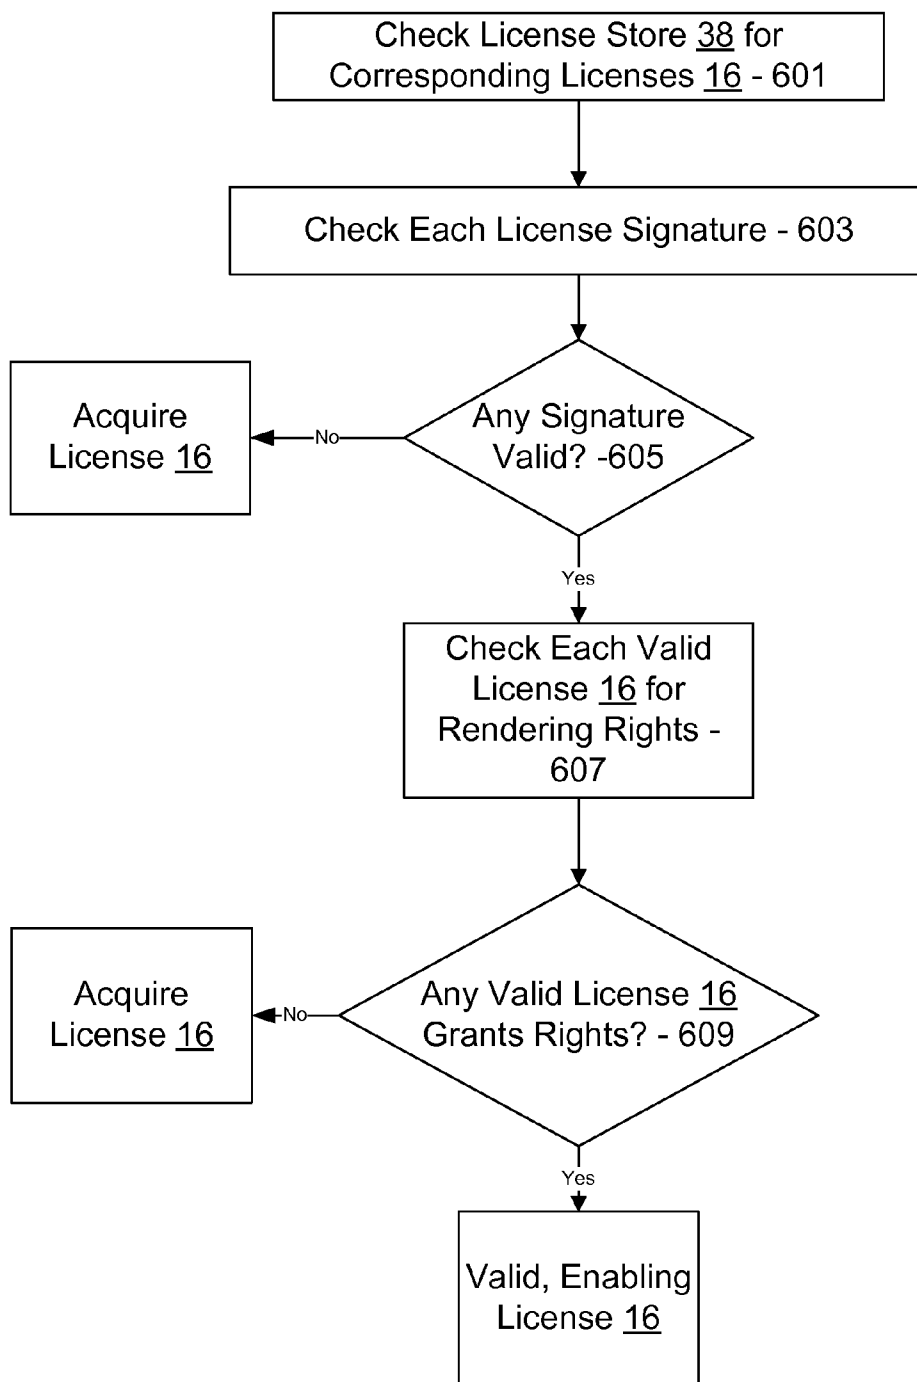 Check License Store 38 for
Corresponding Licenses 16 - 601
Check Each License Signature - 603
Any Signature
Valid? -605
No
Acquire
License 16
Yes
Check Each Valid
License 16 for
Rendering Rights -
607
Any Valid License 16
Grants Rights? - 609
No
Acquire
License 16
Yes
Valid, Enabling
License 16